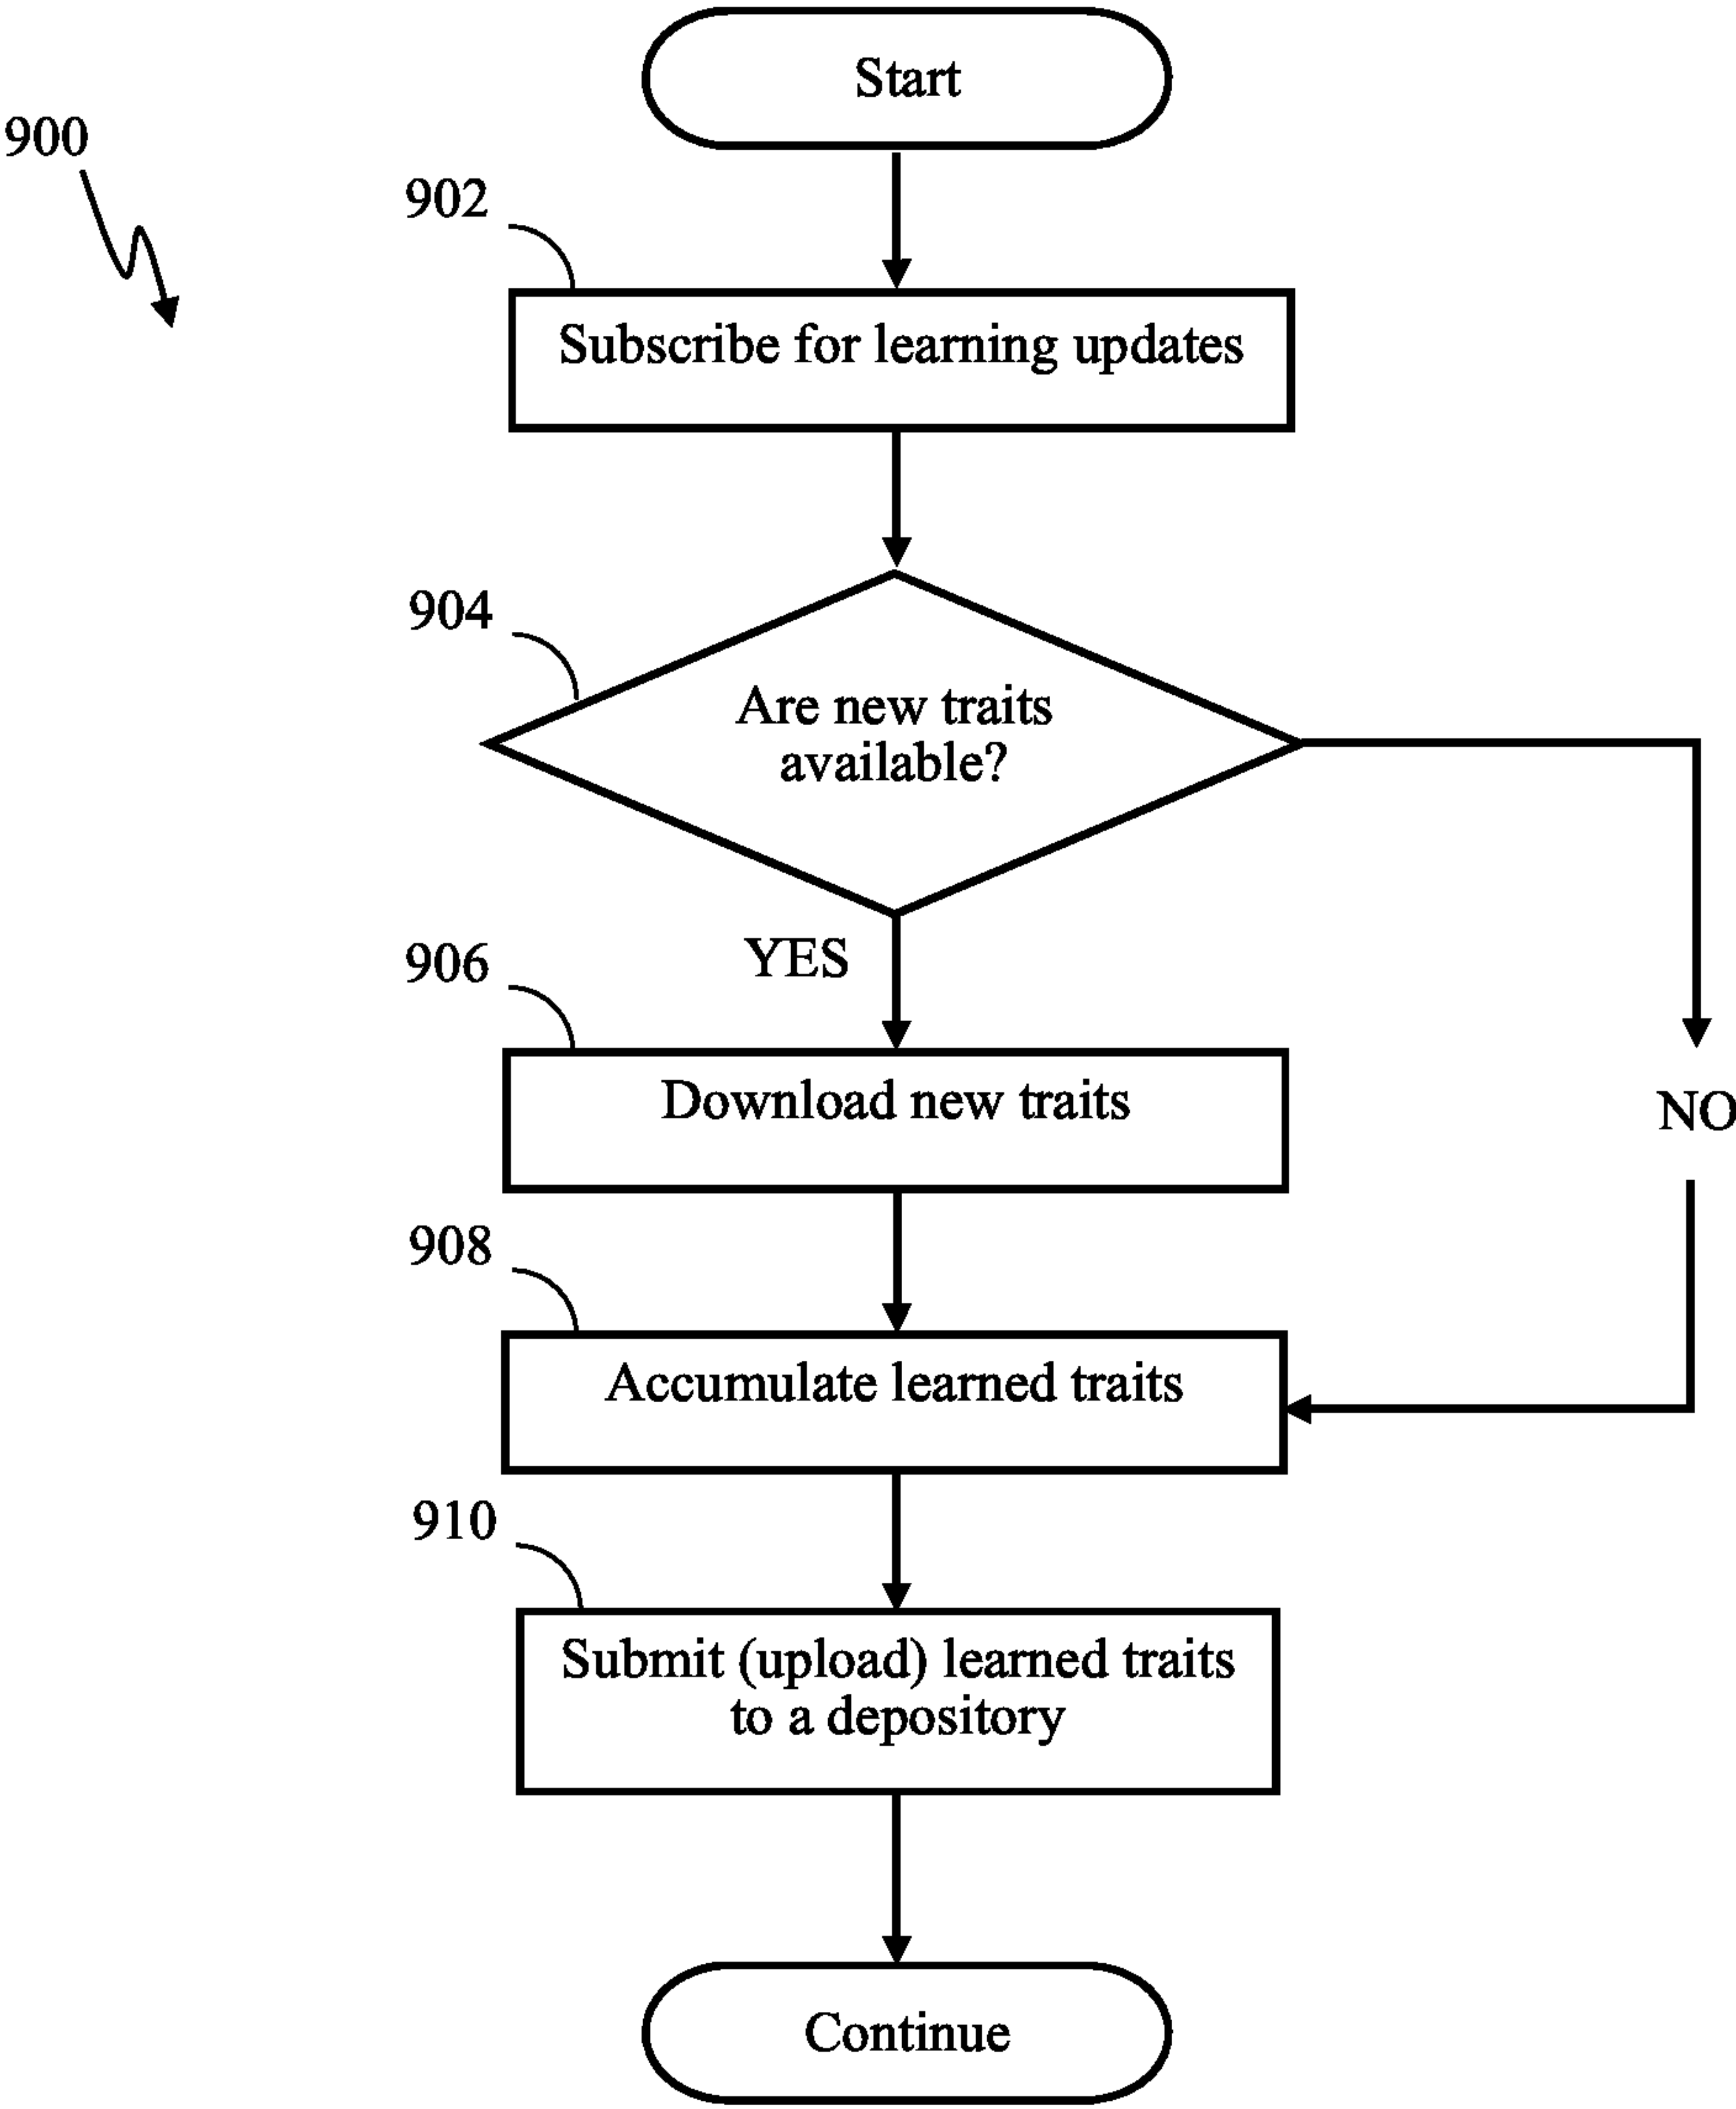 Start
900
902
Subscribe for learning updates
904
Are new traits
available?
YES
906
Download new traits
NO
908
Accumulate learned traits
910
Submit (upload) learned traits
to a depository
Continue